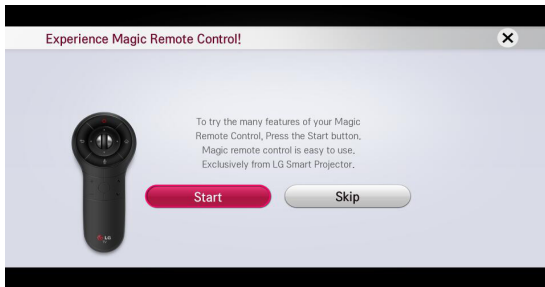 Experience Magic Remote Control!
To try the many features of your Magic
Remote Control, Press the Start button.
Magic remote control is easy to use.
Exclusively from LG Smart Projector.
Start
Skip
LG